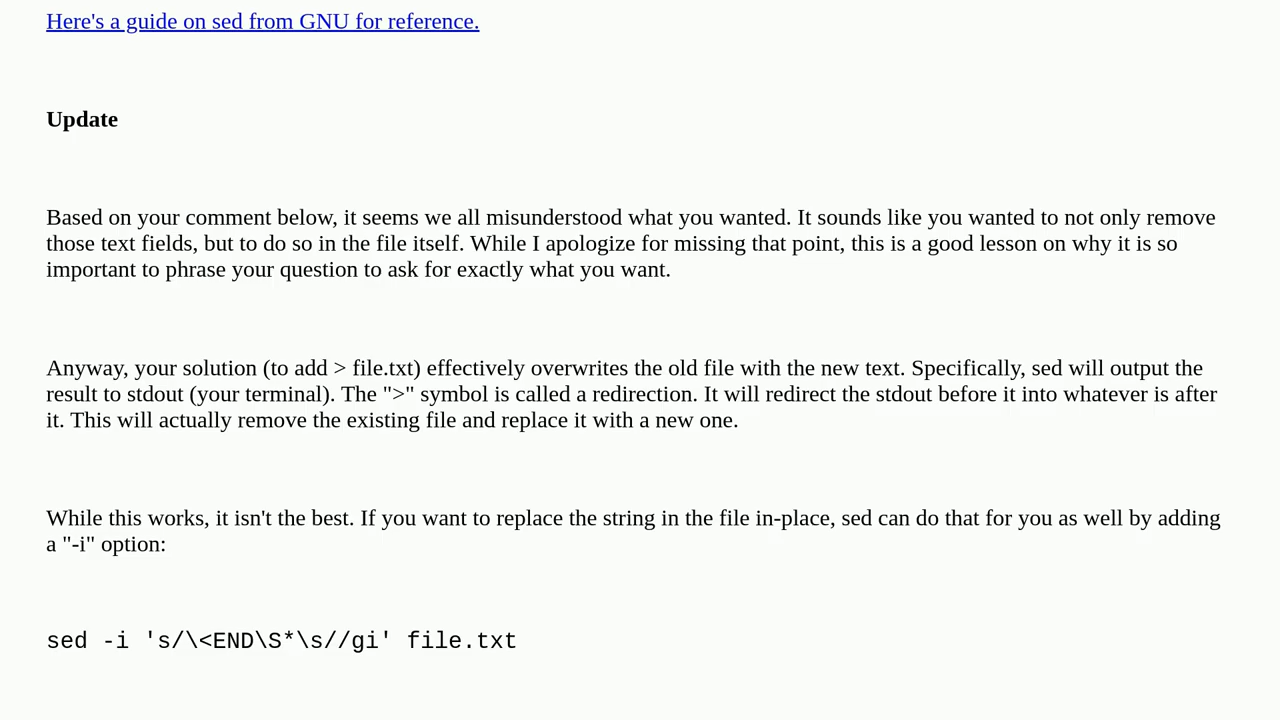 Here's a guide on sed from GNU for reference.
Update
Based on your comment below, it seems we all misunderstood what you wanted. It sounds like you wanted to not only remove
those text fields, but to do so in the file itself. While I apologize for missing that point, this is a good lesson on why it is so
important to phrase your question to ask for exactly what you want.
Anyway, your solution (to add > file.txt) effectively overwrites the old file with the new text. Specifically, sed will output the
result to stdout (your terminal). The ">" symbol is called a redirection. It will redirect the stdout before it into whatever is after
it. This will actually remove the existing file and replace it with a new one.
While this works, it isn't the best. If you want to replace the string in the file in-place, sed can do that for you as well by adding
a "-i" option:
sed -i 's/\<END\S*\s//gi' file.txt